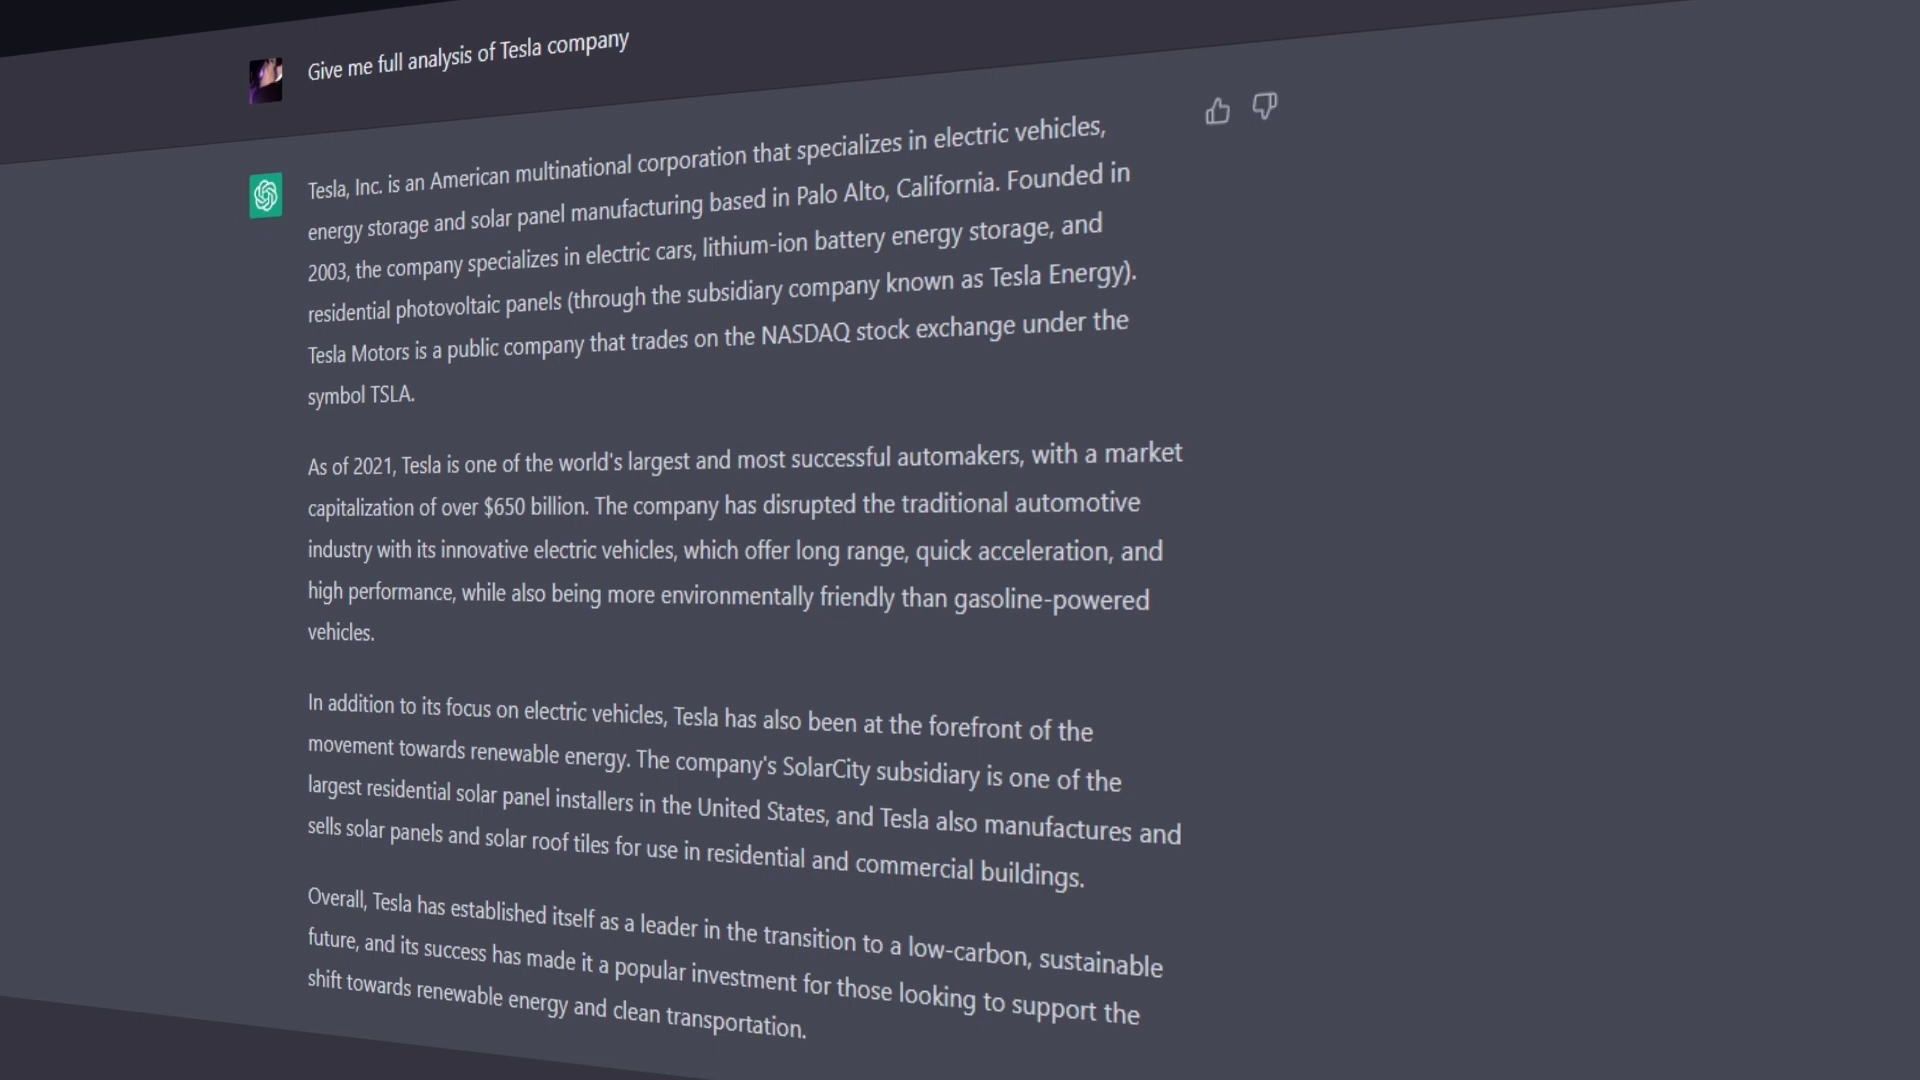 Give me full analysis of Tesla company
Tesla, Inc. is an American multinational corporation that specializes in electric vehicles,
energy storage and solar panel manufacturing based in Palo Alto, California. Founded in
2003, the company specializes in electric cars, lithium-ion battery energy storage, and
residential photovoltaic panels (through the subsidiary company known as Tesla Energy).
Tesla Motors is a public company that trades on the NASDAQ stock exchange under the
symbol TSLA.
As of 2021, Tesla is one of the world's largest and most successful automakers, with a market
capitalization of over $650 billion. The company has disrupted the traditional automotive
industry with its innovative electric vehicles, which offer long range, quick acceleration, and
high performance, while also being more environmentally friendly than gasoline-powered
vehicles.
In addition to its focus on electric vehicles, Tesla has also been at the forefront of the
movement towards renewable energy. The company's SolarCity subsidiary is one of the
largest residential solar panel installers in the United States, and Tesla also manufactures and
sells solar panels and solar roof tiles for use in residential and commercial buildings.
Overall, Tesla has established itself as a leader in the transition to a low-carbon, sustainable
future, and its success has made it a popular investment for those looking to support the
shift towards renewable energy and clean transportation.